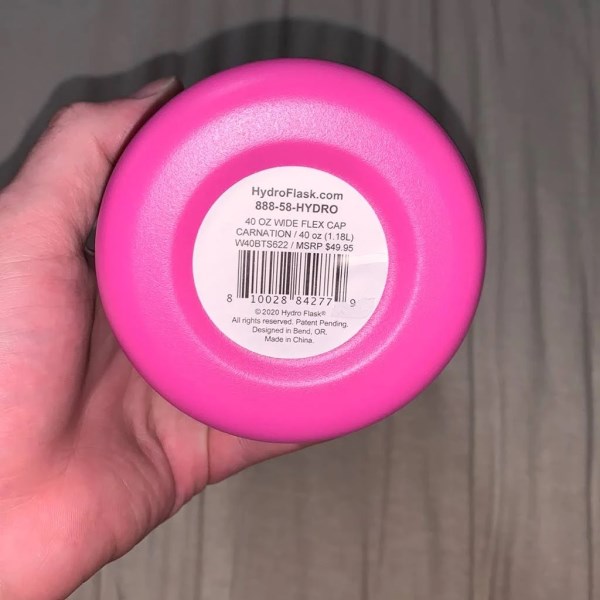 HydroFlask.com
888-58-HYDRO
40 OZ WIDE FLEX CAP
CARNATION / 40 oz (1.18L)
W40BTS622 / MSRP $49.95
8 10028 84277 9
©2020 Hydro Flask®
All rights reserved. Patent Pending.
Designed in Bend, OR.
Made in China.